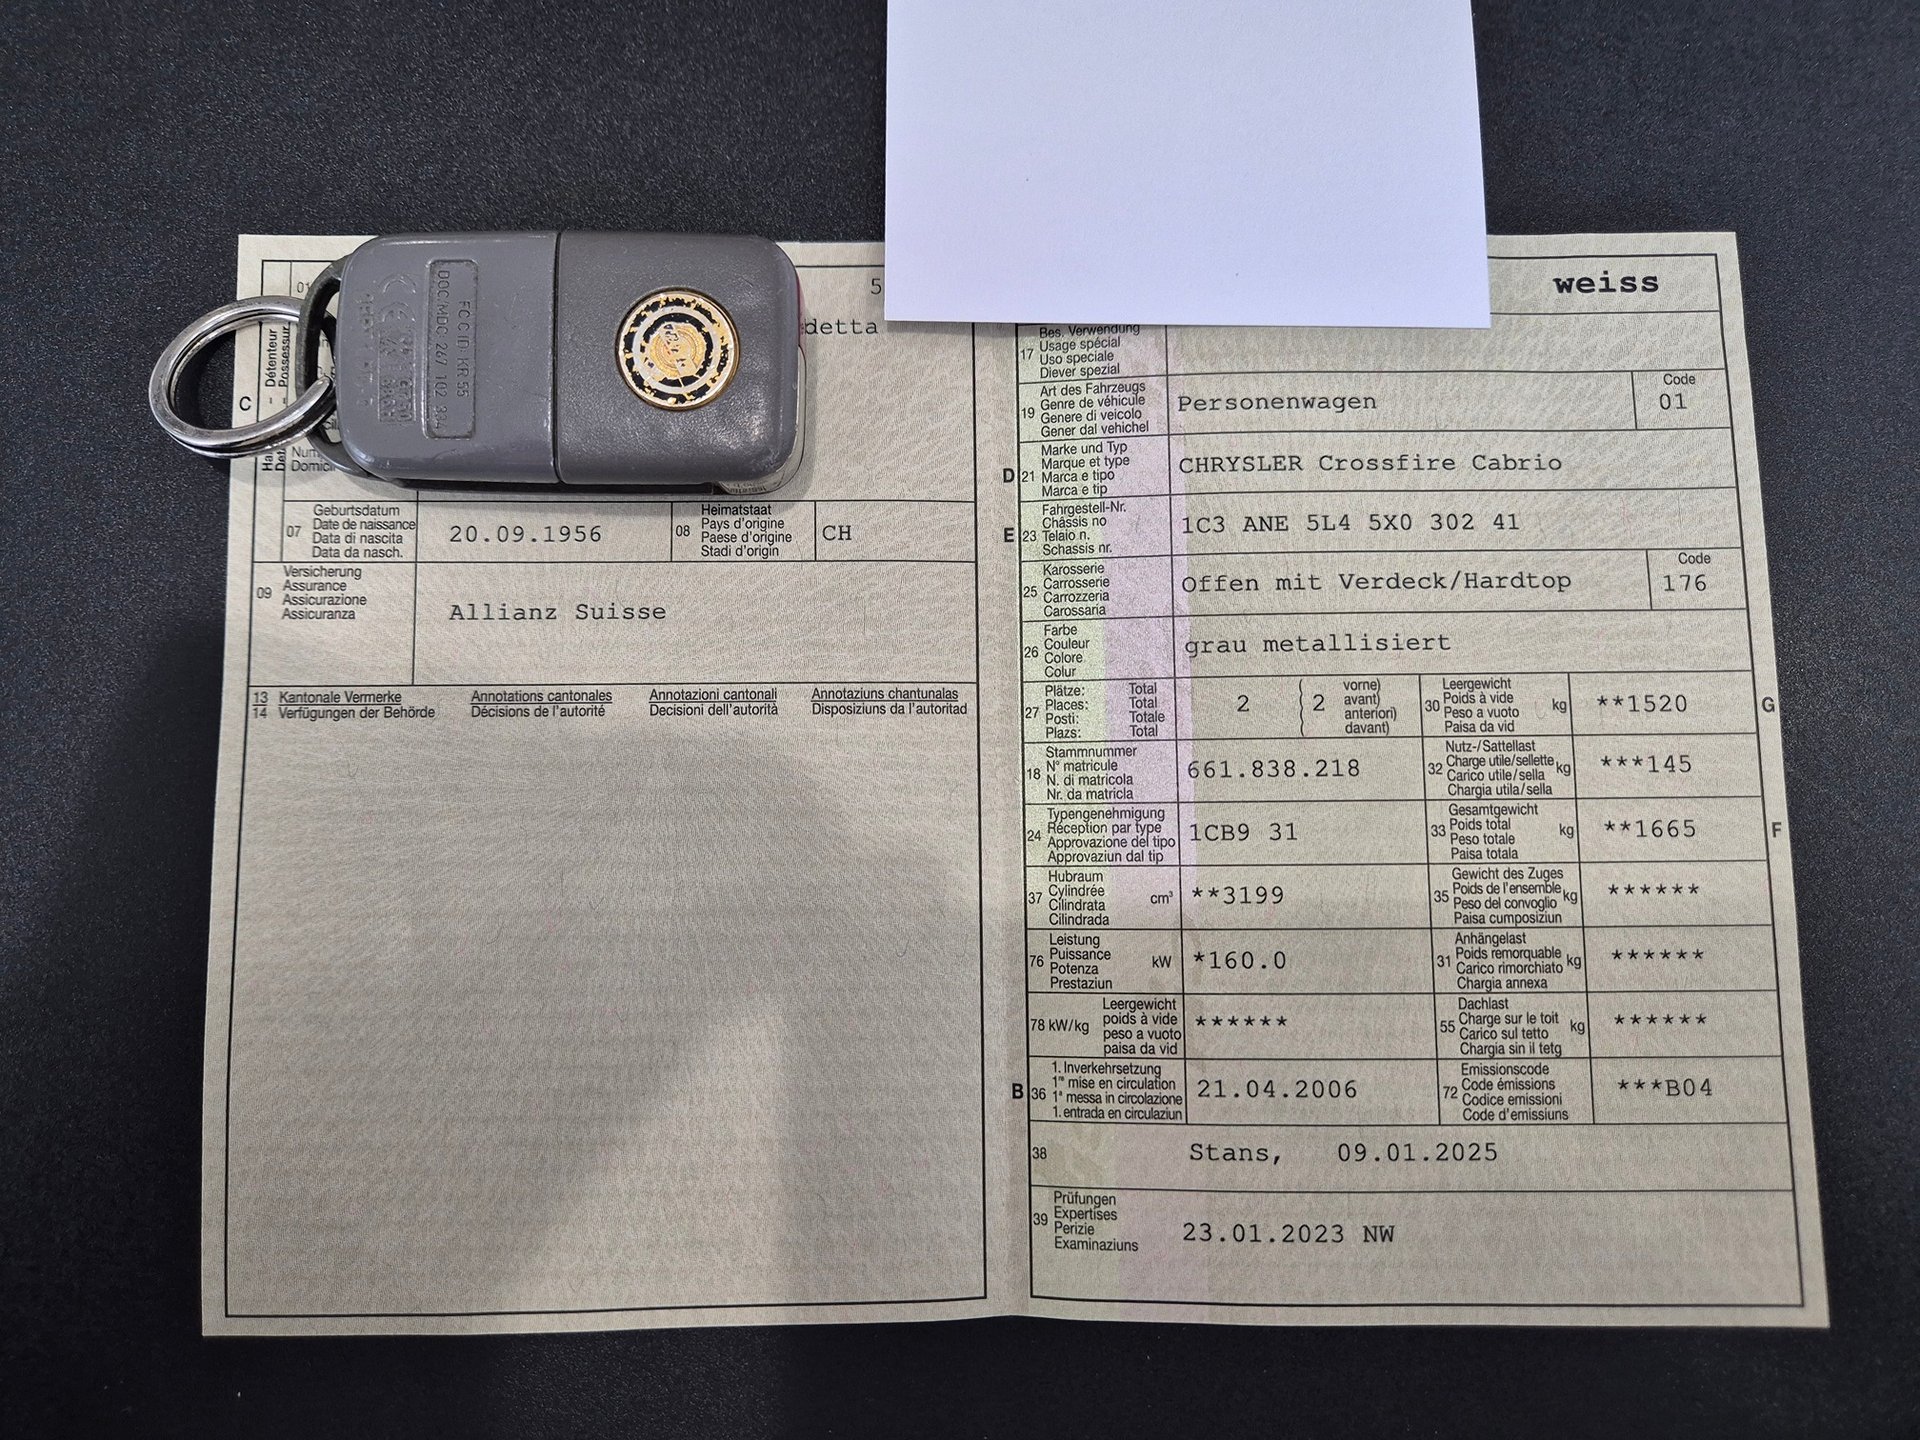 5
weiss
detta
C
- Détenteur
- Possessur
07
Geburtsdatum
Date de naissance
Data di nascita
Data da nasch.
20.09.1956
08
Heimatstaat
Pays d'origine
Paese d'origine
Stadi d'origin
CH
09
Versicherung
Assurance
Assicurazione
Assicuranza
Allianz Suisse
13 Kantonale Vermerke Annotations cantonales Annotazioni cantonali Annotaziuns chantunalas
14 Verfügungen der Behörde Décisions de l'autorité Decisioni dell'autorità Disposiziuns da l'autoritad
FCC ID KR 55
DOC/MDC 267 102 304
17
Bes. Verwendung
Usage spécial
Uso speciale
Diever spezial
19
Art des Fahrzeugs
Genre de véhicule
Genere di veicolo
Gener dal vehichel
Personenwagen
Code
01
D
21
Marke und Typ
Marque et type
Marca e tipo
Marca e tip
CHRYSLER Crossfire Cabrio
E
23
Fahrgestell-Nr.
Châssis no
Telaio n.
Schassis nr.
1C3 ANE 5L4 5X0 302 41
25
Karosserie
Carrosserie
Carrozzeria
Carossaria
Offen mit Verdeck/Hardtop
Code
176
26
Farbe
Couleur
Colore
Colur
grau metallisiert
27
Plätze: Total
Places: Total
Posti: Totale
Plazs: Total
2
2
vorne)
avant)
anteriori)
davant)
30
Leergewicht
Poids à vide
Peso a vuoto
Paisa da vid
kg
**1520
G
18
Stammnummer
N° matricule
N. di matricola
Nr. da matricla
661.838.218
32
Nutz-/Sattellast
Charge utile/sellette
Carico utile/sella
Chargia utila/sella
kg
***145
24
Typengenehmigung
Réception par type
Approvazione del tipo
Approvaziun dal tip
1CB9 31
33
Gesamtgewicht
Poids total
Peso totale
Paisa totala
kg
**1665
F
37
Hubraum
Cylindrée
Cilindrata
Cilindrada
cm³
**3199
35
Gewicht des Zuges
Poids de l'ensemble
Peso del convoglio
Paisa cumposiziun
kg
******
76
Leistung
Puissance
Potenza
Prestaziun
kW
*160.0
31
Anhängelast
Poids remorquable
Carico rimorchiato
Chargia annexa
kg
******
78 kW/kg
Leergewicht
poids à vide
peso a vuoto
paisa da vid
******
55
Dachlast
Charge sur le toit
Carico sul tetto
Chargia sin il tetg
kg
******
B
36
1. Inverkehrsetzung
1re mise en circulation
1a messa in circolazione
1. entrada en circulaziun
21.04.2006
72
Emissionscode
Code émissions
Codice emissioni
Code d'emissiuns
***B04
38
Stans, 09.01.2025
39
Prüfungen
Expertises
Perizie
Examinaziuns
23.01.2023 NW